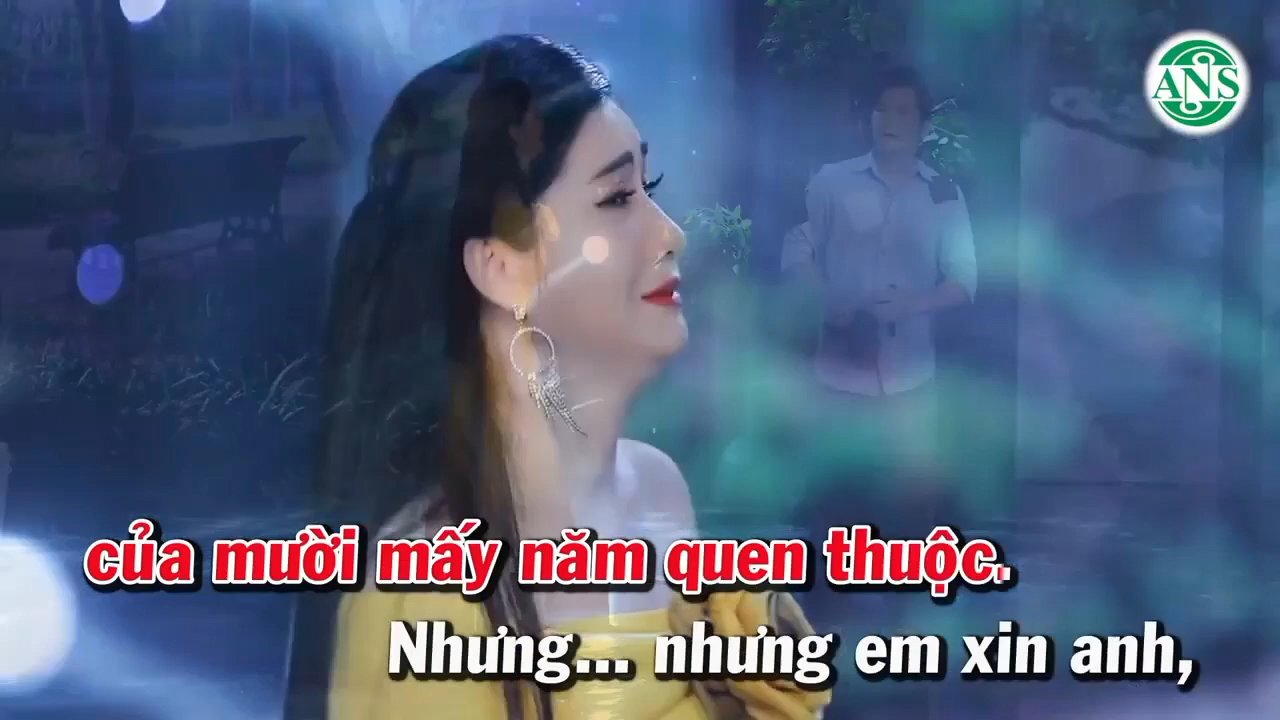 ANS
của mười mấy năm quen thuộc.
Nhưng... nhưng em xin anh,